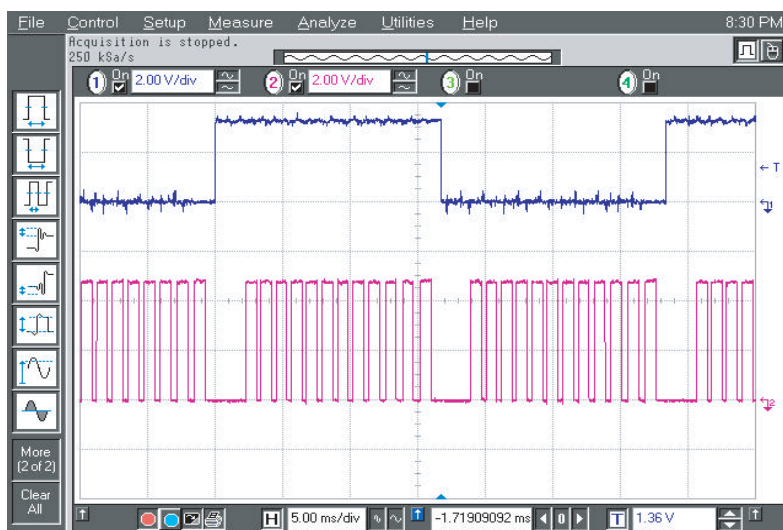 File Control Setup Measure Analyze Utilities Help 8:30 PM
Acquisition is stopped.
250 kSa/s
1 On 2.00 V/div 2 On 2.00 V/div 3 On 4 On
T
1
2
More
(2 of 2)
Clear
All
H 5.00 ms/div -1.71909092 ms 0 T 1.36 V